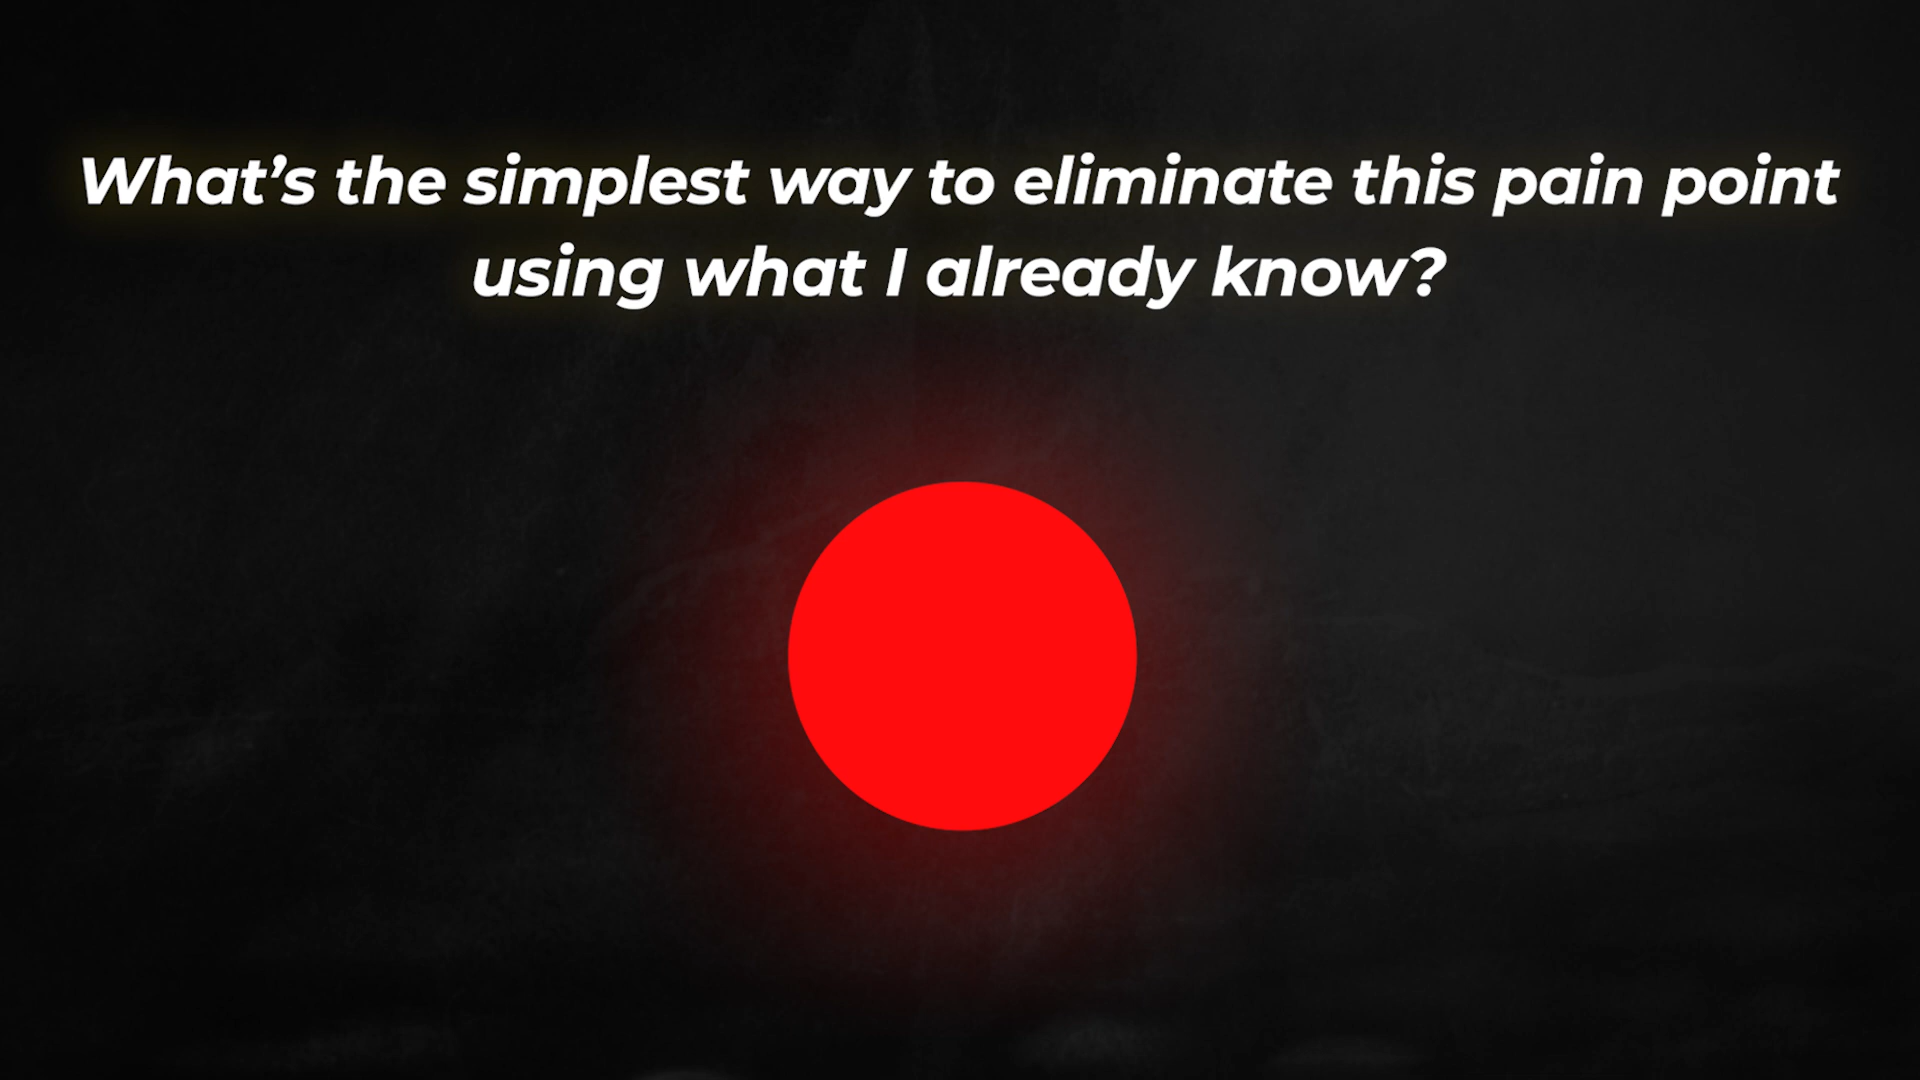 What’s the simplest way to eliminate this pain point
using what I already know?